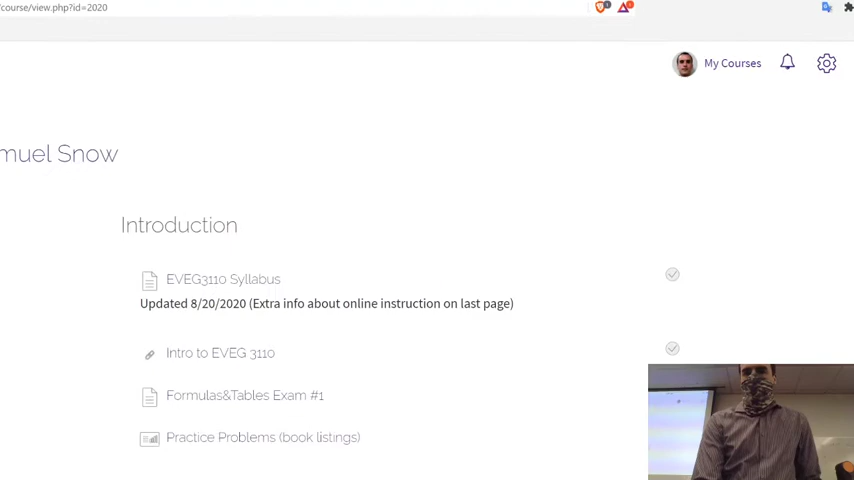 /course/view.php?id=2020
My Courses
muel Snow
Introduction
EVEG3110 Syllabus
Updated 8/20/2020 (Extra info about online instruction on last page)
Intro to EVEG 3110
Formulas&Tables Exam #1
Practice Problems (book listings)